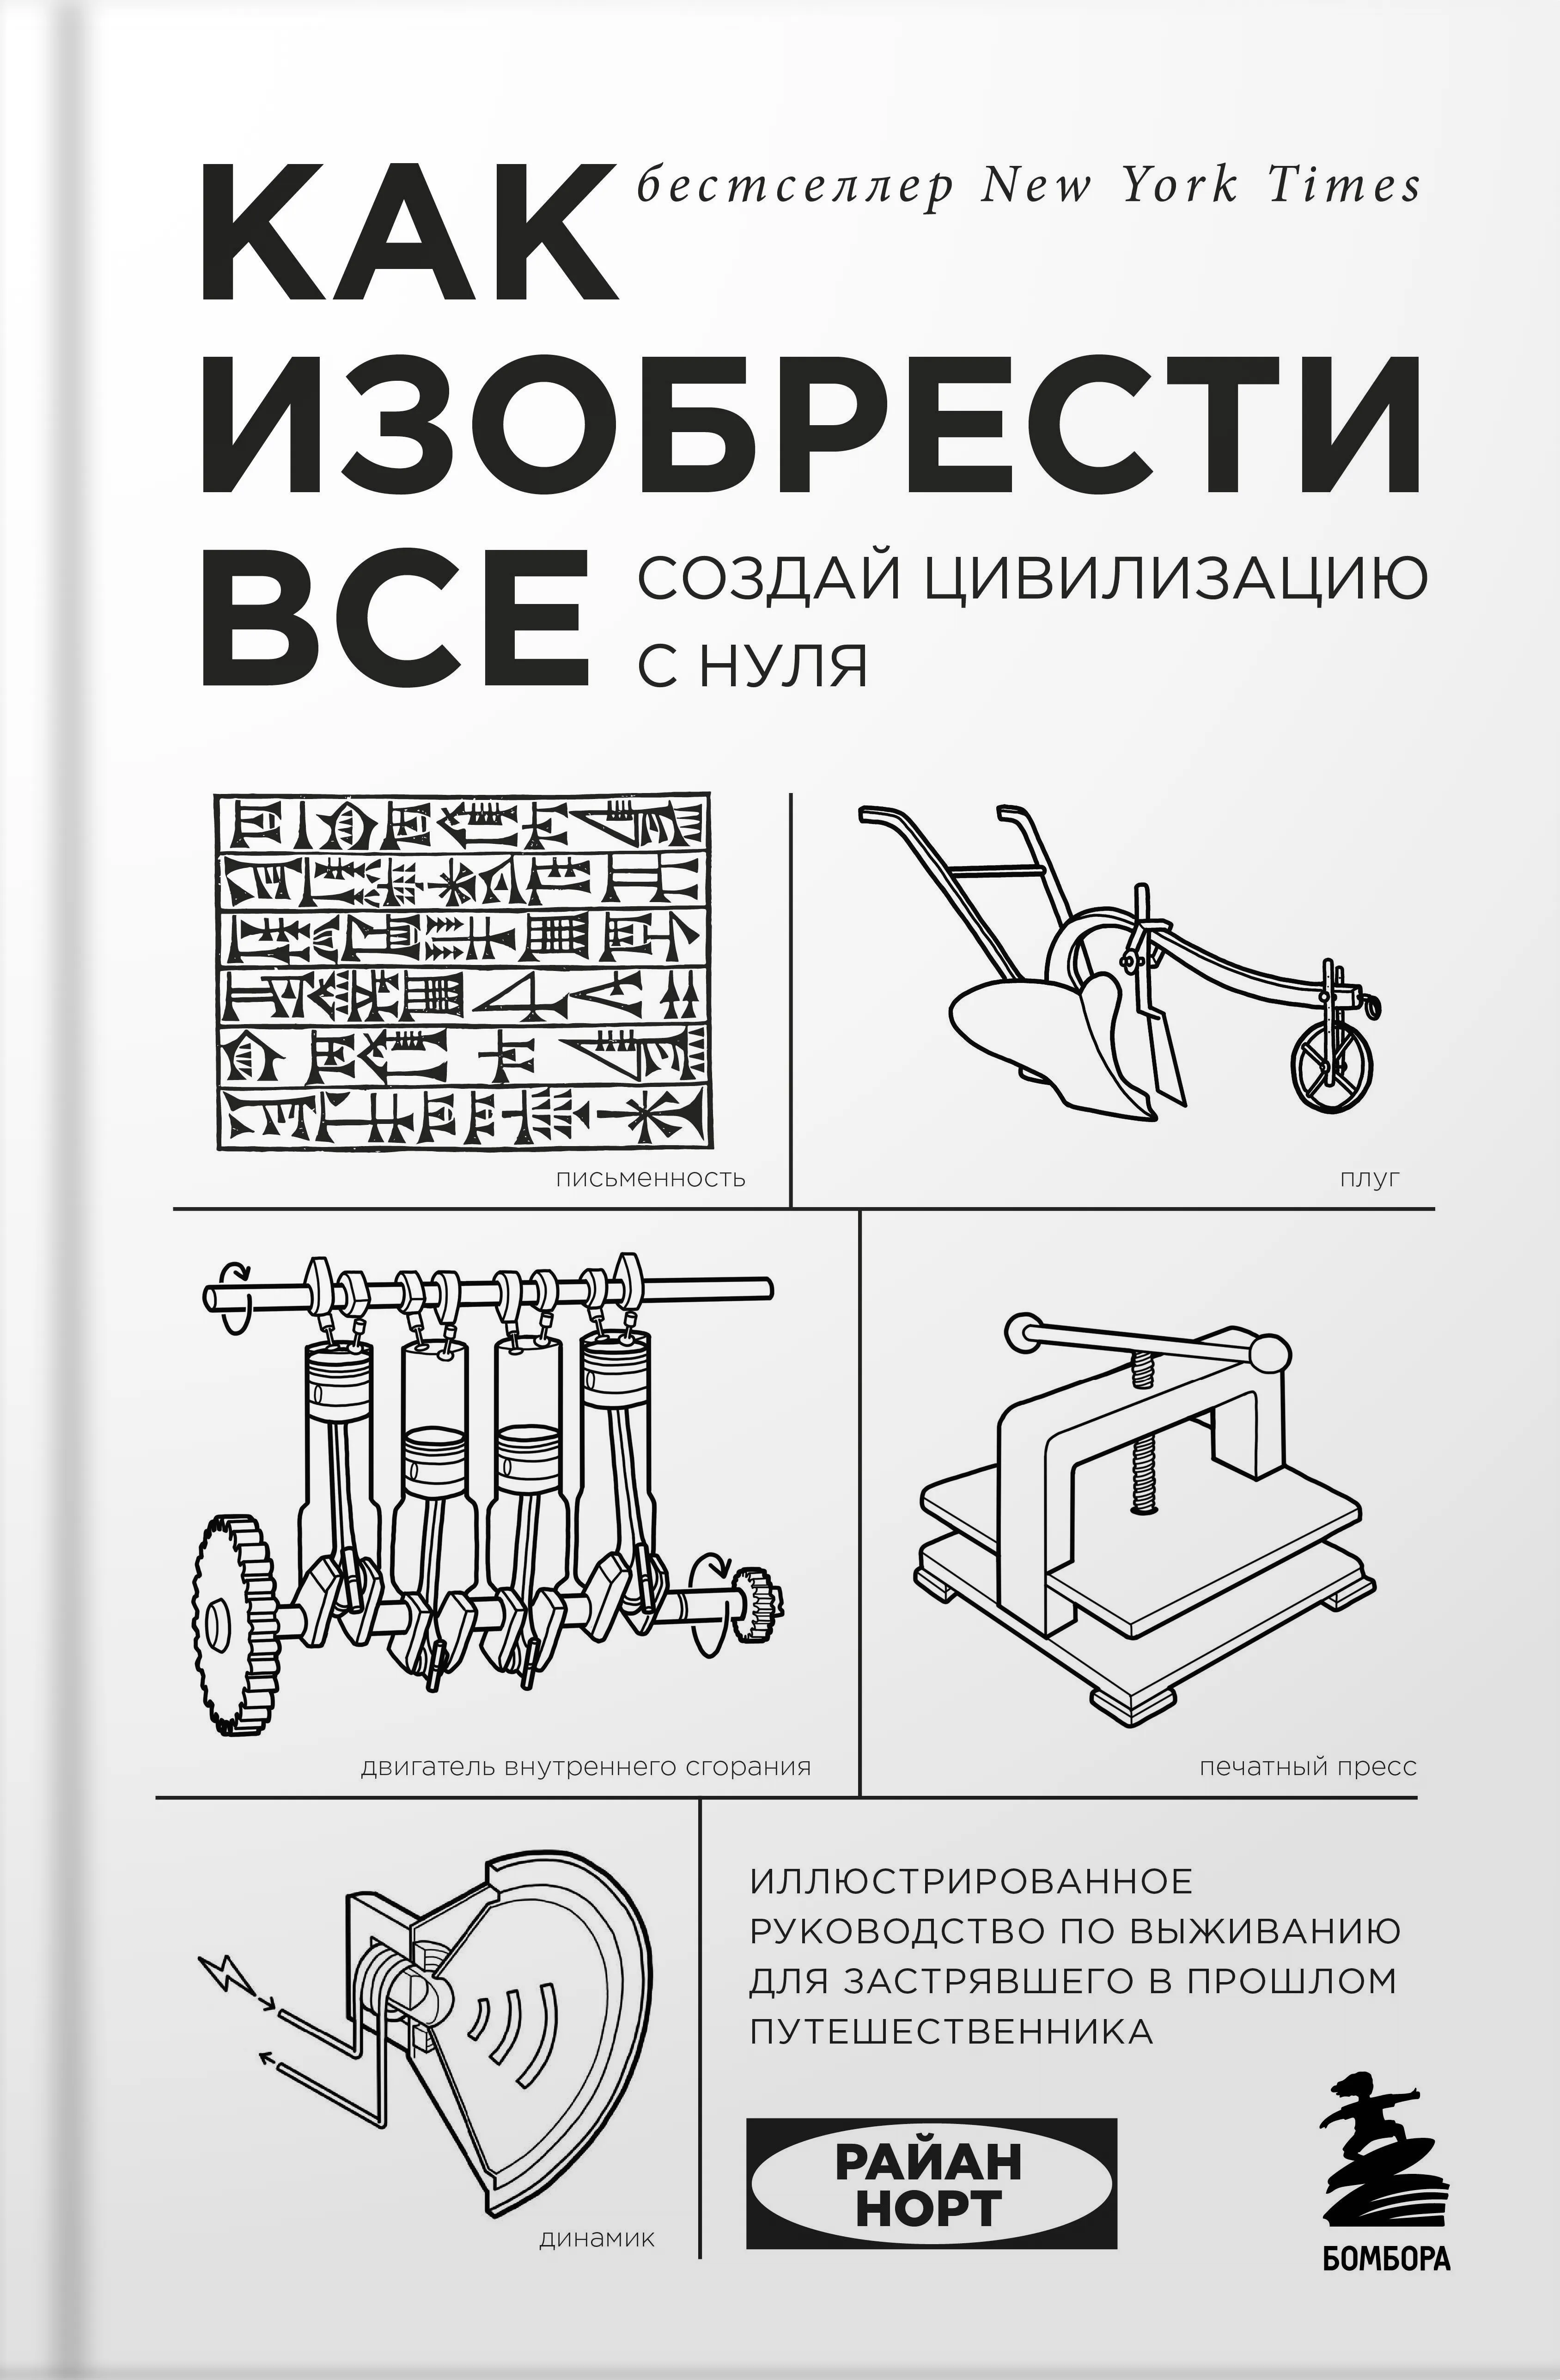 КАК
бестселлер New York Times
ИЗОБРЕСТИ
ВСЕ
СОЗДАЙ ЦИВИЛИЗАЦИЮ
С НУЛЯ
письменность
плуг
двигатель внутреннего сгорания
печатный пресс
динамик
ИЛЛЮСТРИРОВАННОЕ
РУКОВОДСТВО ПО ВЫЖИВАНИЮ
ДЛЯ ЗАСТРЯВШЕГО В ПРОШЛОМ
ПУТЕШЕСТВЕННИКА
РАЙАН
НОРТ
БОМБОРА